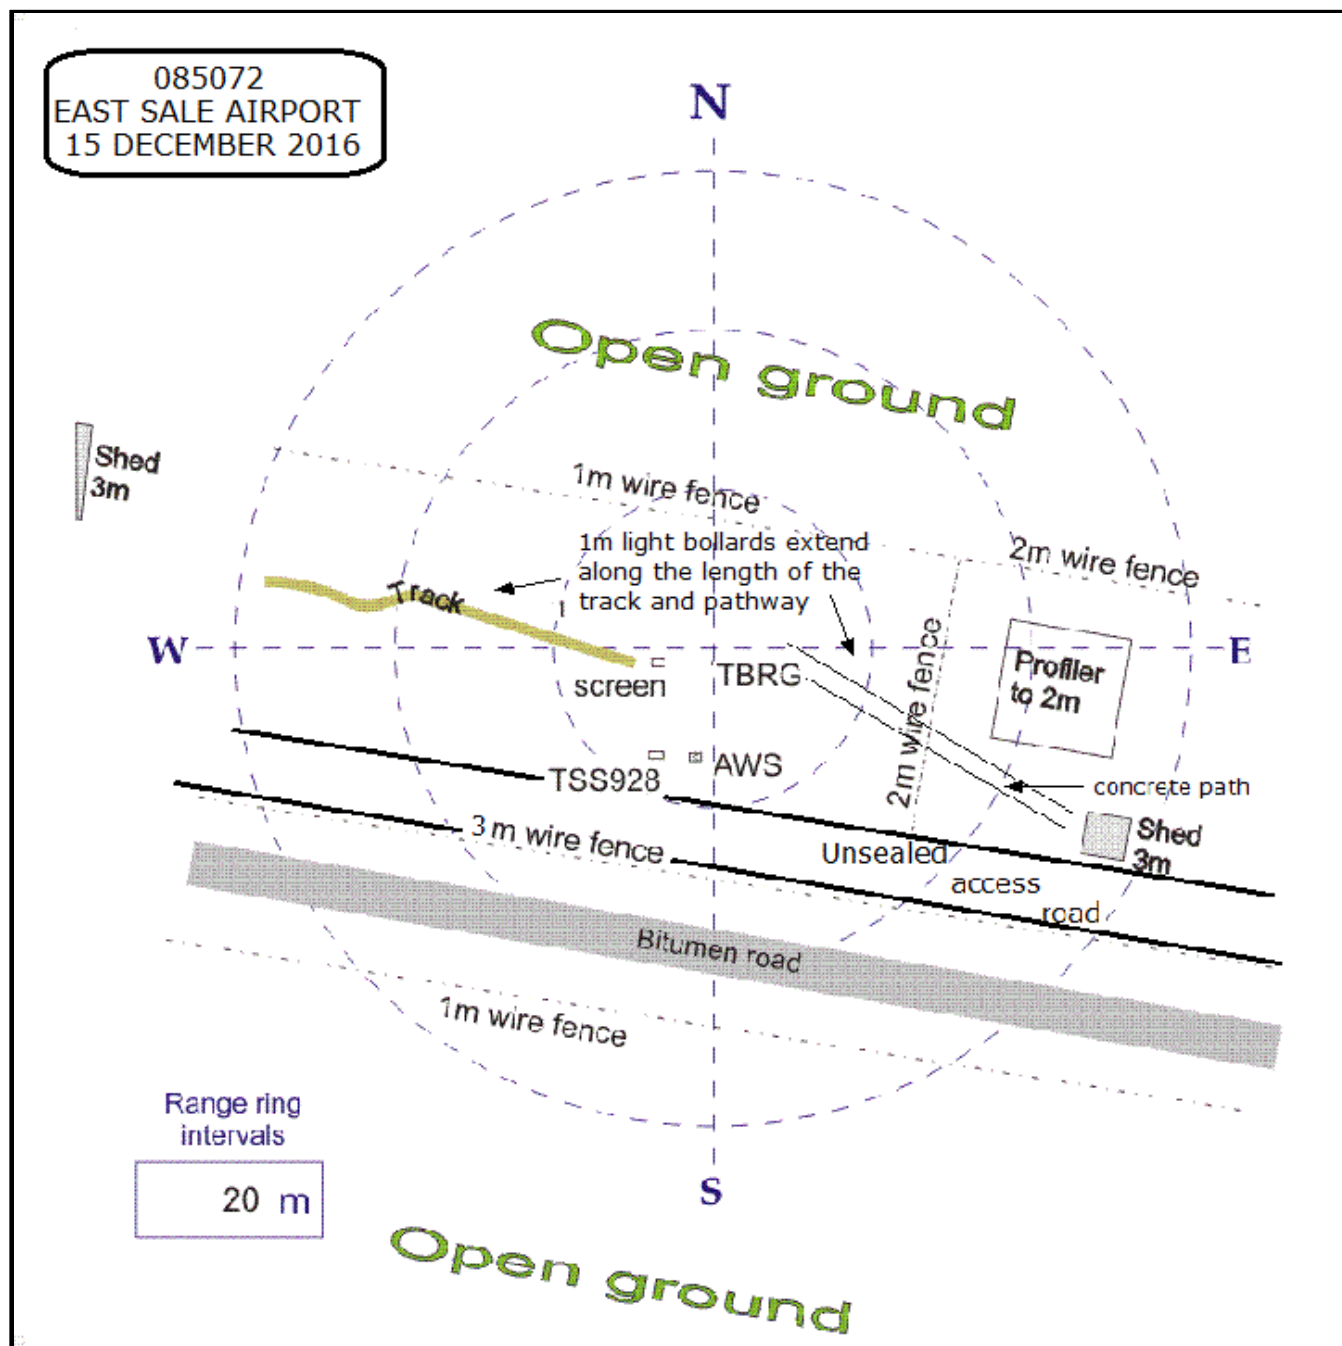 085072
EAST SALE AIRPORT
15 DECEMBER 2016
N
Open ground
Shed
3m
1m wire fence
1m light bollards extend
along the length of the
track and pathway
2m wire fence
Track
W
E
screen
TBRG
2m wire fence
Profiler
to 2m
TSS928
AWS
concrete path
3m wire fence
Unsealed
access
road
Shed
3m
Bitumen road
1m wire fence
Range ring
intervals
20 m
S
Open ground